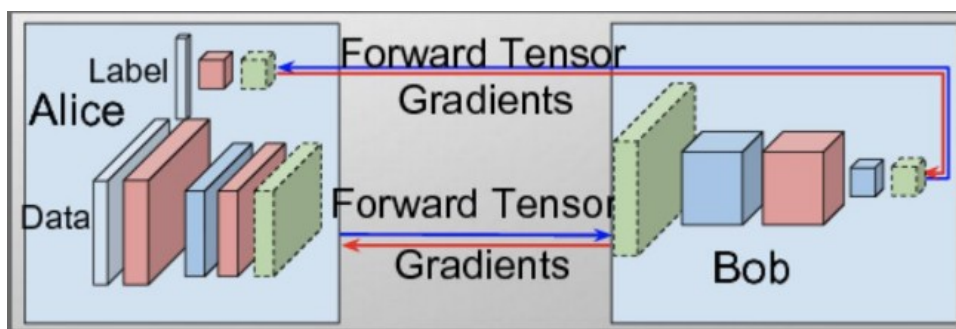 Forward Tensor
Label
Gradients
Alice
Data
Forward Tensor
Gradients
Bob